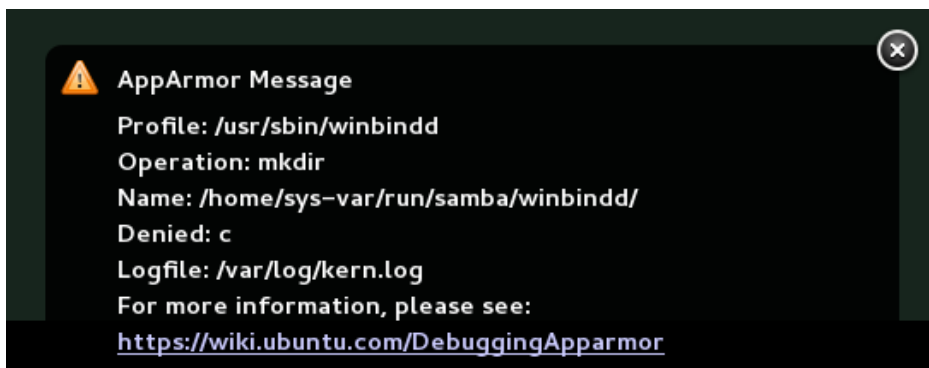 AppArmor Message
Profile: /usr/sbin/winbindd
Operation: mkdir
Name: /home/sys-var/run/samba/winbindd/
Denied: c
Logfile: /var/log/kern.log
For more information, please see:
https://wiki.ubuntu.com/DebuggingApparmor